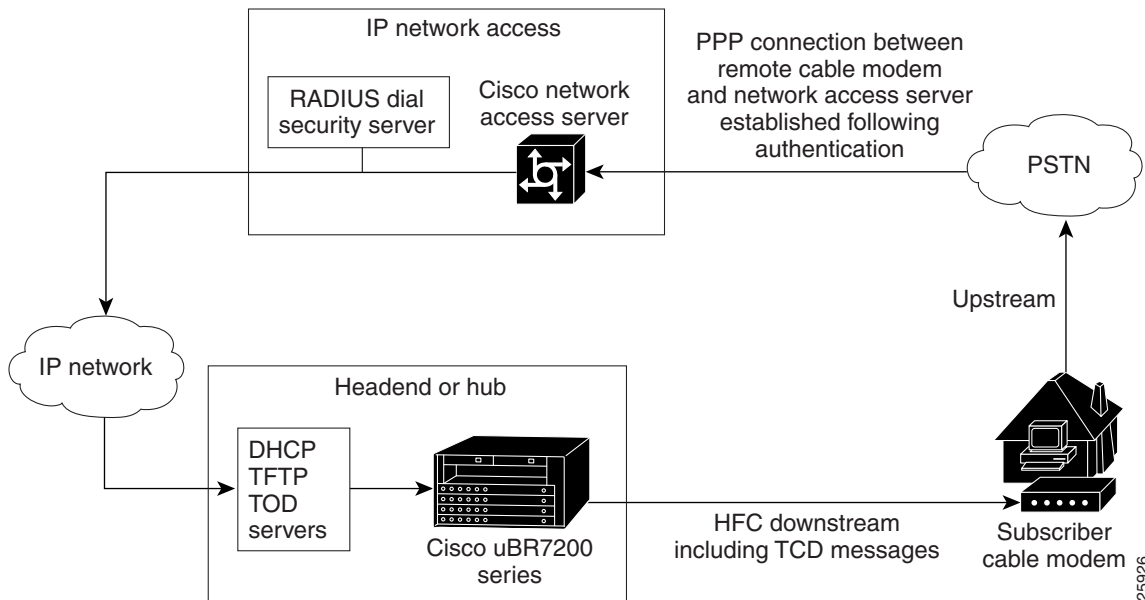 IP network access
RADIUS dial
security server
Cisco network
access server
PPP connection between
remote cable modem
and network access server
established following
authentication
PSTN
Upstream
IP network
Headend or hub
DHCP
TFTP
TOD
servers
Cisco uBR7200
series
HFC downstream
including TCD messages
Subscriber
cable modem
25926